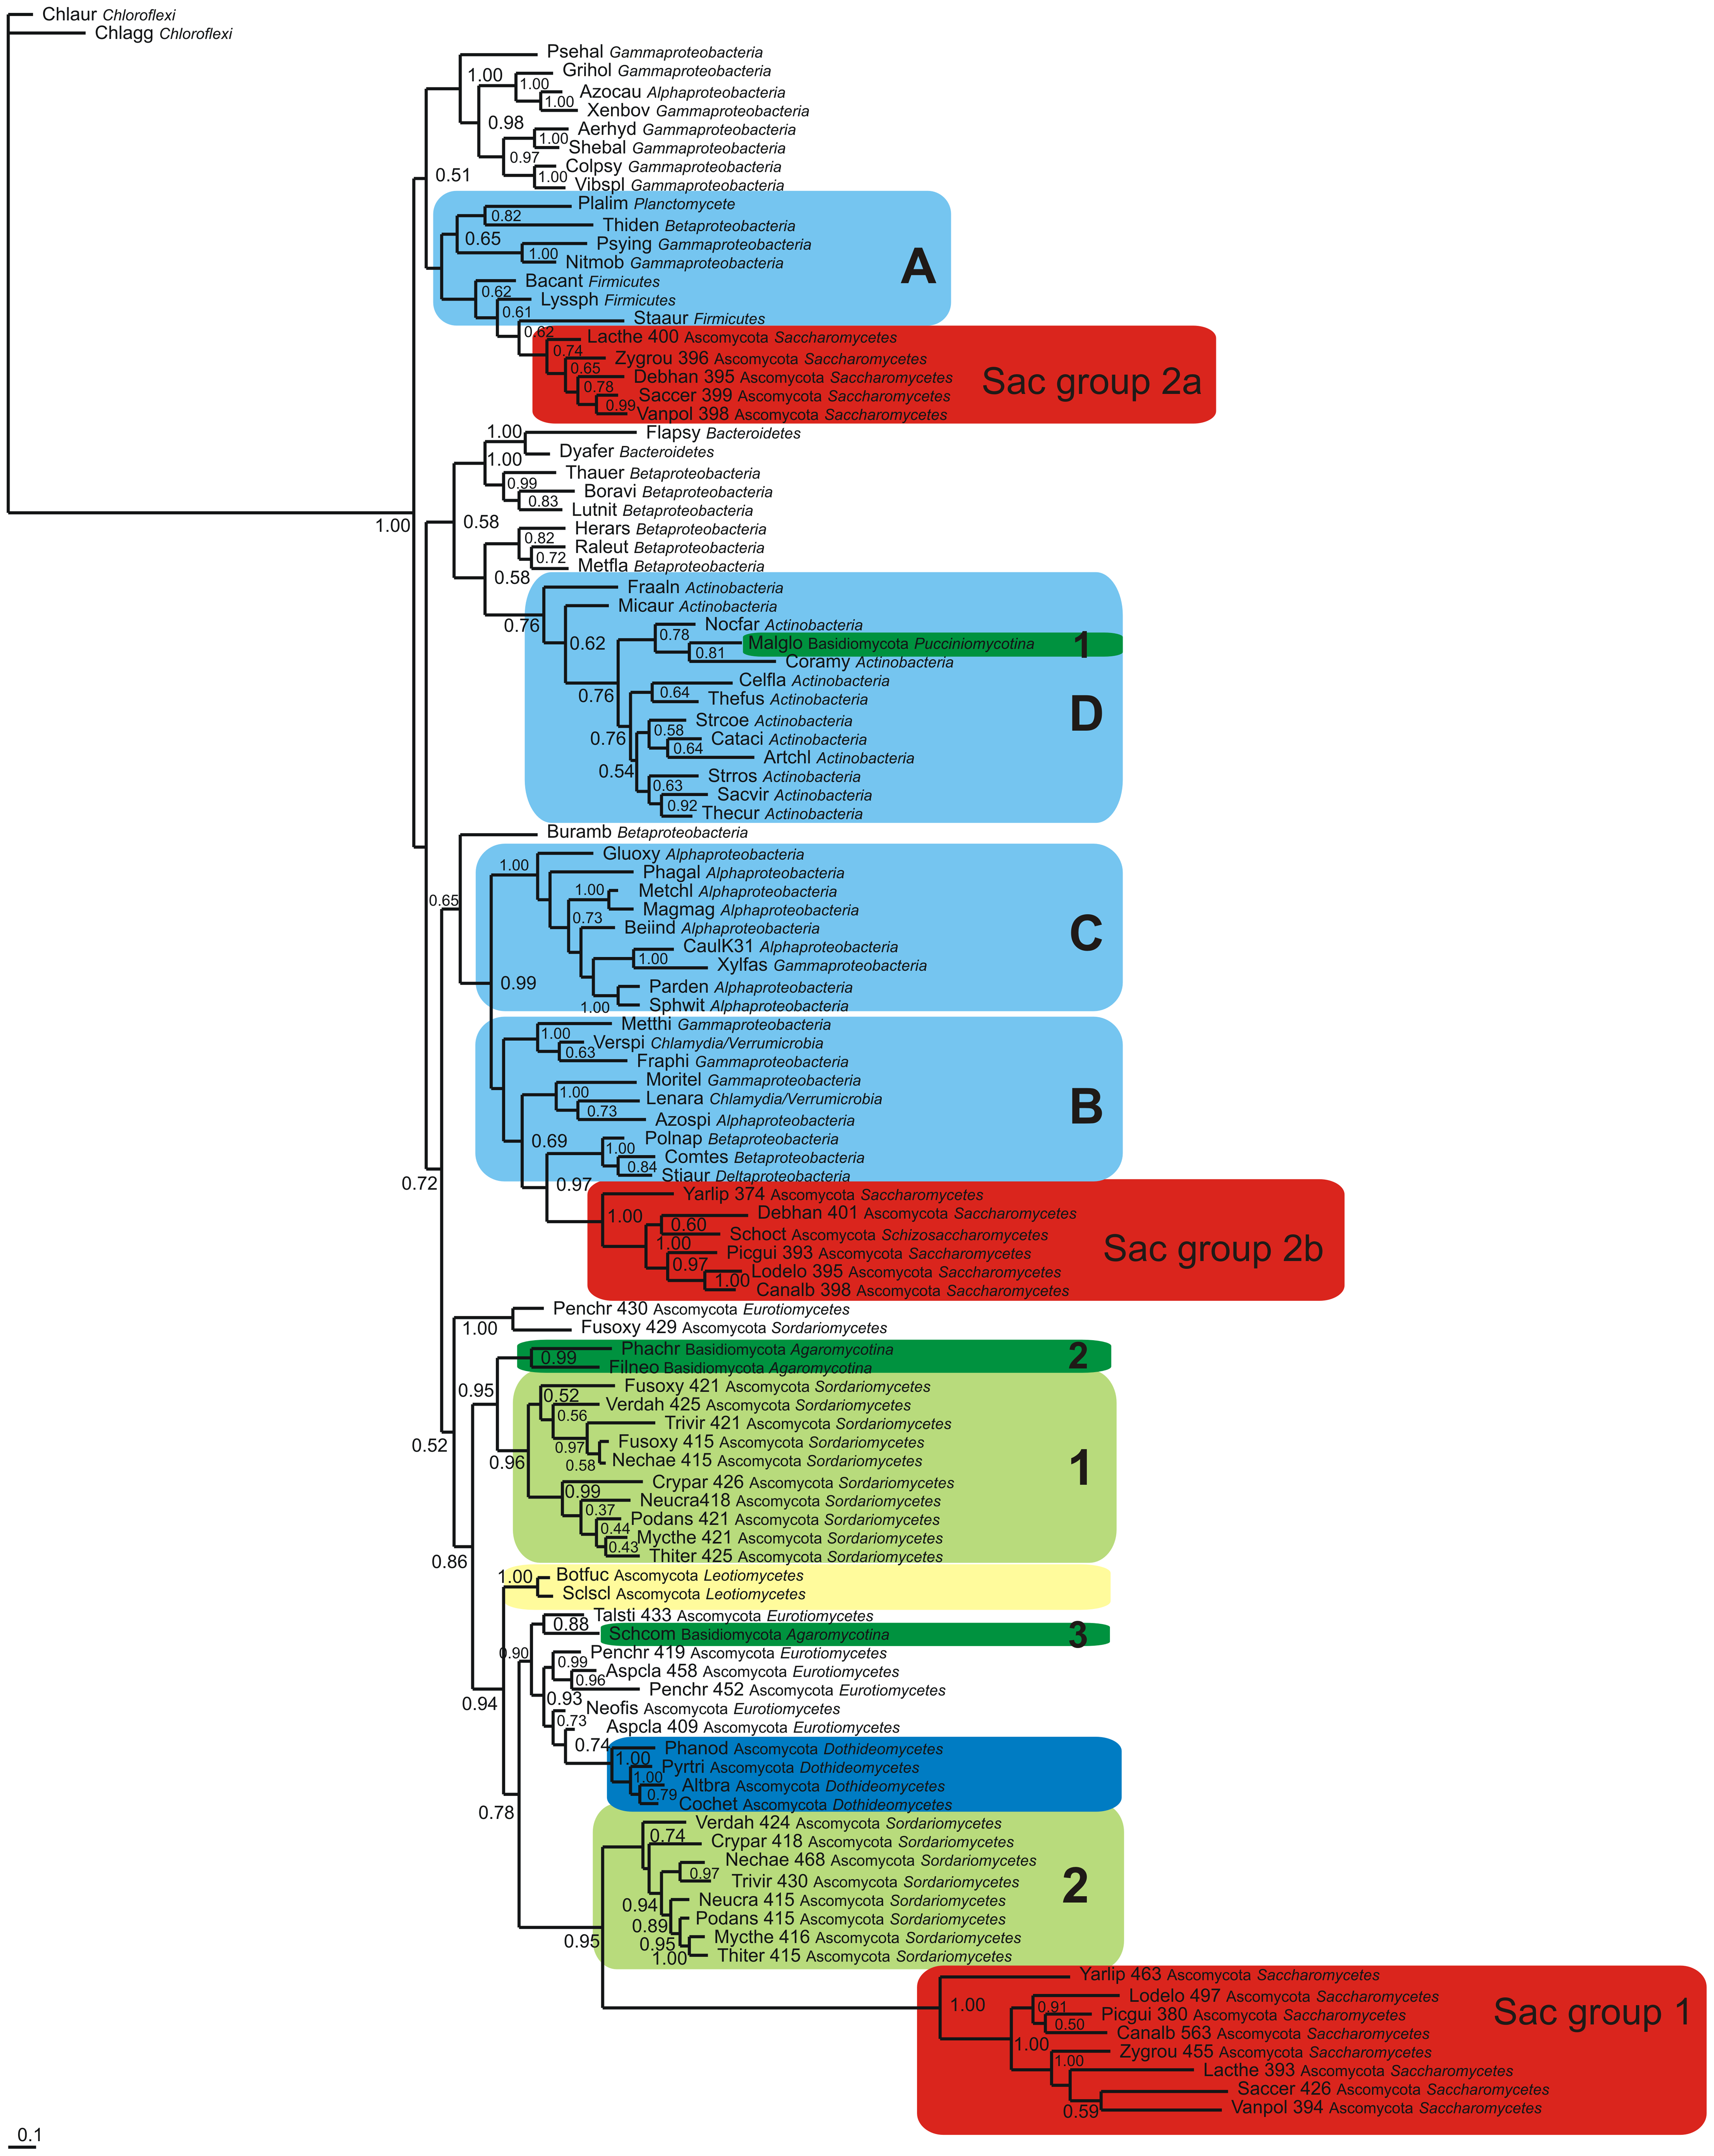 Chlaur Chloroflexi
Chlagg Chloroflexi
Psehal Gammaproteobacteria
1.00
Grihol Gammaproteobacteria
1.00
Azocau Alphaproteobacteria
1.00
Xenbov Gammaproteobacteria
0.98
Aerhyd Gammaproteobacteria
1.00
Shebal Gammaproteobacteria
0.97
Colpsy Gammaproteobacteria
0.51
1.00
Vibspl Gammaproteobacteria
Plalim Planctomycete
0.82
Thiden Betaproteobacteria
0.65
Psying Gammaproteobacteria
A
1.00
Nitmob Gammaproteobacteria
Bacant Firmicutes
0.62
Lyssph Firmicutes
0.61
Staaur Firmicutes
0.62
Lacthe 400 Ascomycota Saccharomycetes
0.74
Zygrou 396 Ascomycota Saccharomycetes
0.65
Debhan 395 Ascomycota Saccharomycetes
Sac group 2a
0.78
Saccer 399 Ascomycota Saccharomycetes
0.99
Vanpol 398 Ascomycota Saccharomycetes
1.00
Flapsy Bacteroidetes
Dyafer Bacteroidetes
1.00
Thauer Betaproteobacteria
0.99
Boravi Betaproteobacteria
0.83
Lutnit Betaproteobacteria
1.00
0.58
Herars Betaproteobacteria
0.82
Raleut Betaproteobacteria
0.72
Metfla Betaproteobacteria
0.58
Fraaln Actinobacteria
Micaur Actinobacteria
0.76
Nocfar Actinobacteria
0.78
0.62
Malglo Basidiomycota Pucciniomycotina
1
0.81
Coramy Actinobacteria
Celfla Actinobacteria
0.76
0.64
Thefus Actinobacteria
D
Strcoe Actinobacteria
0.58
0.76
Cataci Actinobacteria
0.64
Artchl Actinobacteria
0.54
Strros Actinobacteria
0.63
Sacvir Actinobacteria
0.92
Thecur Actinobacteria
Buramb Betaproteobacteria
Gluoxy Alphaproteobacteria
1.00
Phagal Alphaproteobacteria
1.00
Metchl Alphaproteobacteria
0.65
Magmag Alphaproteobacteria
0.73
Beiind Alphaproteobacteria
C
CaulK31 Alphaproteobacteria
1.00
Xylfas Gammaproteobacteria
0.99
Parden Alphaproteobacteria
1.00
Sphwit Alphaproteobacteria
Metthi Gammaproteobacteria
1.00
Verspi Chlamydia/Verrumicrobia
0.63
Fraphi Gammaproteobacteria
Moritel Gammaproteobacteria
1.00
Lenara Chlamydia/Verrumicrobia
B
0.73
Azospi Alphaproteobacteria
0.69
Polnap Betaproteobacteria
1.00
Comtes Betaproteobacteria
0.84
Stiaur Deltaproteobacteria
0.72
0.97
Yarlip 374 Ascomycota Saccharomycetes
1.00
Debhan 401 Ascomycota Saccharomycetes
0.60
Schoct Ascomycota Schizosaccharomycetes
1.00
Picgui 393 Ascomycota Saccharomycetes
Sac group 2b
0.97
Lodelo 395 Ascomycota Saccharomycetes
1.00
Canalb 398 Ascomycota Saccharomycetes
Penchr 430 Ascomycota Eurotiomycetes
1.00
Fusoxy 429 Ascomycota Sordariomycetes
Phachr Basidiomycota Agaromycotina
2
0.99
Filneo Basidiomycota Agaromycotina
0.95
Fusoxy 421 Ascomycota Sordariomycetes
0.52
Verdah 425 Ascomycota Sordariomycetes
0.56
Trivir 421 Ascomycota Sordariomycetes
0.52
0.97
Fusoxy 415 Ascomycota Sordariomycetes
0.96
0.58
Nechae 415 Ascomycota Sordariomycetes
1
Crypar 426 Ascomycota Sordariomycetes
0.99
Neucra418 Ascomycota Sordariomycetes
0.37
Podans 421 Ascomycota Sordariomycetes
0.44
Mycthe 421 Ascomycota Sordariomycetes
0.43
Thiter 425 Ascomycota Sordariomycetes
0.86
1.00
Botfuc Ascomycota Leotiomycetes
Sclscl Ascomycota Leotiomycetes
Talsti 433 Ascomycota Eurotiomycetes
0.88
Schcom Basidiomycota Agaromycotina
3
0.90
Penchr 419 Ascomycota Eurotiomycetes
0.99
Aspcla 458 Ascomycota Eurotiomycetes
0.96
Penchr 452 Ascomycota Eurotiomycetes
0.94
0.93
Neofis Ascomycota Eurotiomycetes
0.73
Aspcla 409 Ascomycota Eurotiomycetes
0.74
Phanod Ascomycota Dothideomycetes
1.00
Pyrtri Ascomycota Dothideomycetes
1.00
Altbra Ascomycota Dothideomycetes
0.79
Cochet Ascomycota Dothideomycetes
0.78
Verdah 424 Ascomycota Sordariomycetes
0.74
Crypar 418 Ascomycota Sordariomycetes
Nechae 468 Ascomycota Sordariomycetes
0.97
Trivir 430 Ascomycota Sordariomycetes
2
0.94
Neucra 415 Ascomycota Sordariomycetes
0.89
Podans 415 Ascomycota Sordariomycetes
0.95
0.95
Mycthe 416 Ascomycota Sordariomycetes
1.00
Thiter 415 Ascomycota Sordariomycetes
Yarlip 463 Ascomycota Saccharomycetes
1.00
Lodelo 497 Ascomycota Saccharomycetes
0.91
Picgui 380 Ascomycota Saccharomycetes
Sac group 1
0.50
Canalb 563 Ascomycota Saccharomycetes
1.00
Zygrou 455 Ascomycota Saccharomycetes
1.00
Lacthe 393 Ascomycota Saccharomycetes
Saccer 426 Ascomycota Saccharomycetes
0.59
Vanpol 394 Ascomycota Saccharomycetes
0.1